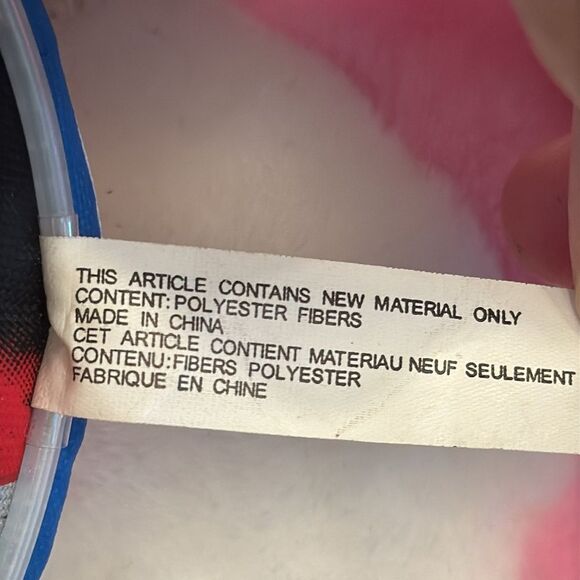 THIS ARTICLE CONTAINS NEW MATERIAL ONLY
CONTENT: POLYESTER FIBERS
MADE IN CHINA
CET ARTICLE CONTIENT MATERIAU NEUF SEULEMENT
CONTENU:FIBERS POLYESTER
FABRIQUE EN CHINE